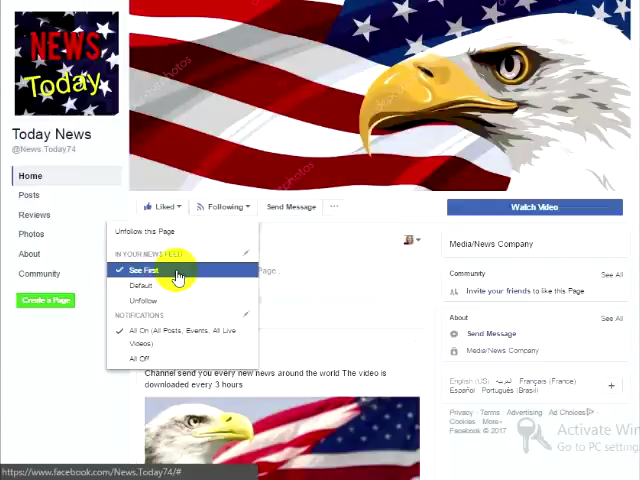 NEWS
Today
Today News
@News.Today74
Home
Posts
Reviews
Photos
About
Community
Create a Page
Liked
Following
Send Message
Watch Video
Unfollow this Page
IN YOUR NEWS FEED
See First
Default
Unfollow
NOTIFICATIONS
All On (All Posts, Events, All Live
Videos)
All Off
Page
Channel send you every new news around the world The video is
downloaded every 3 hours
Media/News Company
Community See All
Invite your friends to like this Page
About See All
Send Message
Media/News Company
English (US) · العربية · Français (France)
Español · Português (Brasil)
Privacy · Terms · Advertising · Ad Choices
Cookies · More
Facebook © 2017
Activate Win
Go to PC setting
https://www.facebook.com/News.Today74/#